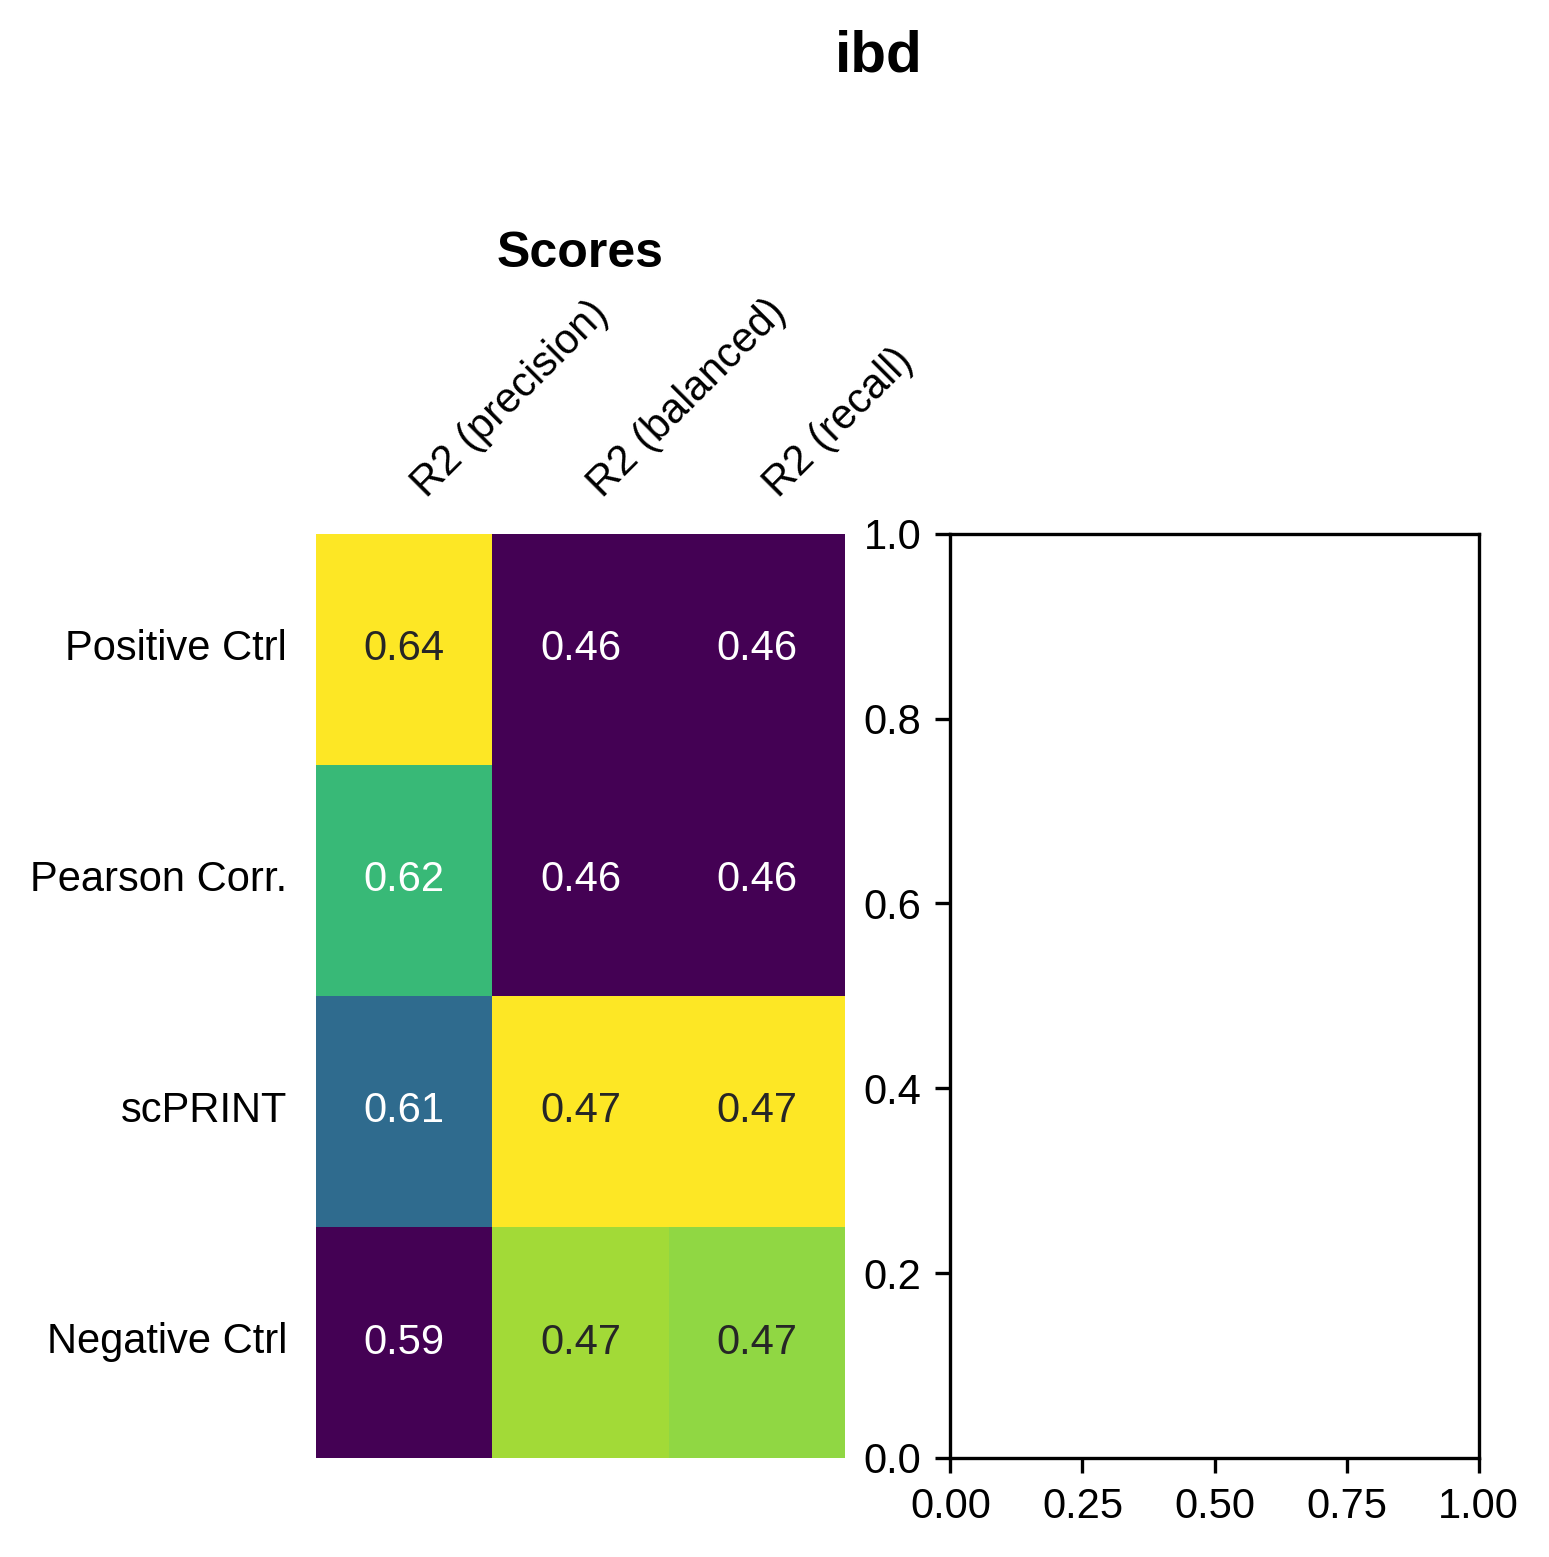 ibd
Scores
R2 (precision)
R2 (balanced)
R2 (recall)
Positive Ctrl 0.64 0.46 0.46
Pearson Corr. 0.62 0.46 0.46
scPRINT 0.61 0.47 0.47
Negative Ctrl 0.59 0.47 0.47
1.0
0.8
0.6
0.4
0.2
0.0
0.00 0.25 0.50 0.75 1.00